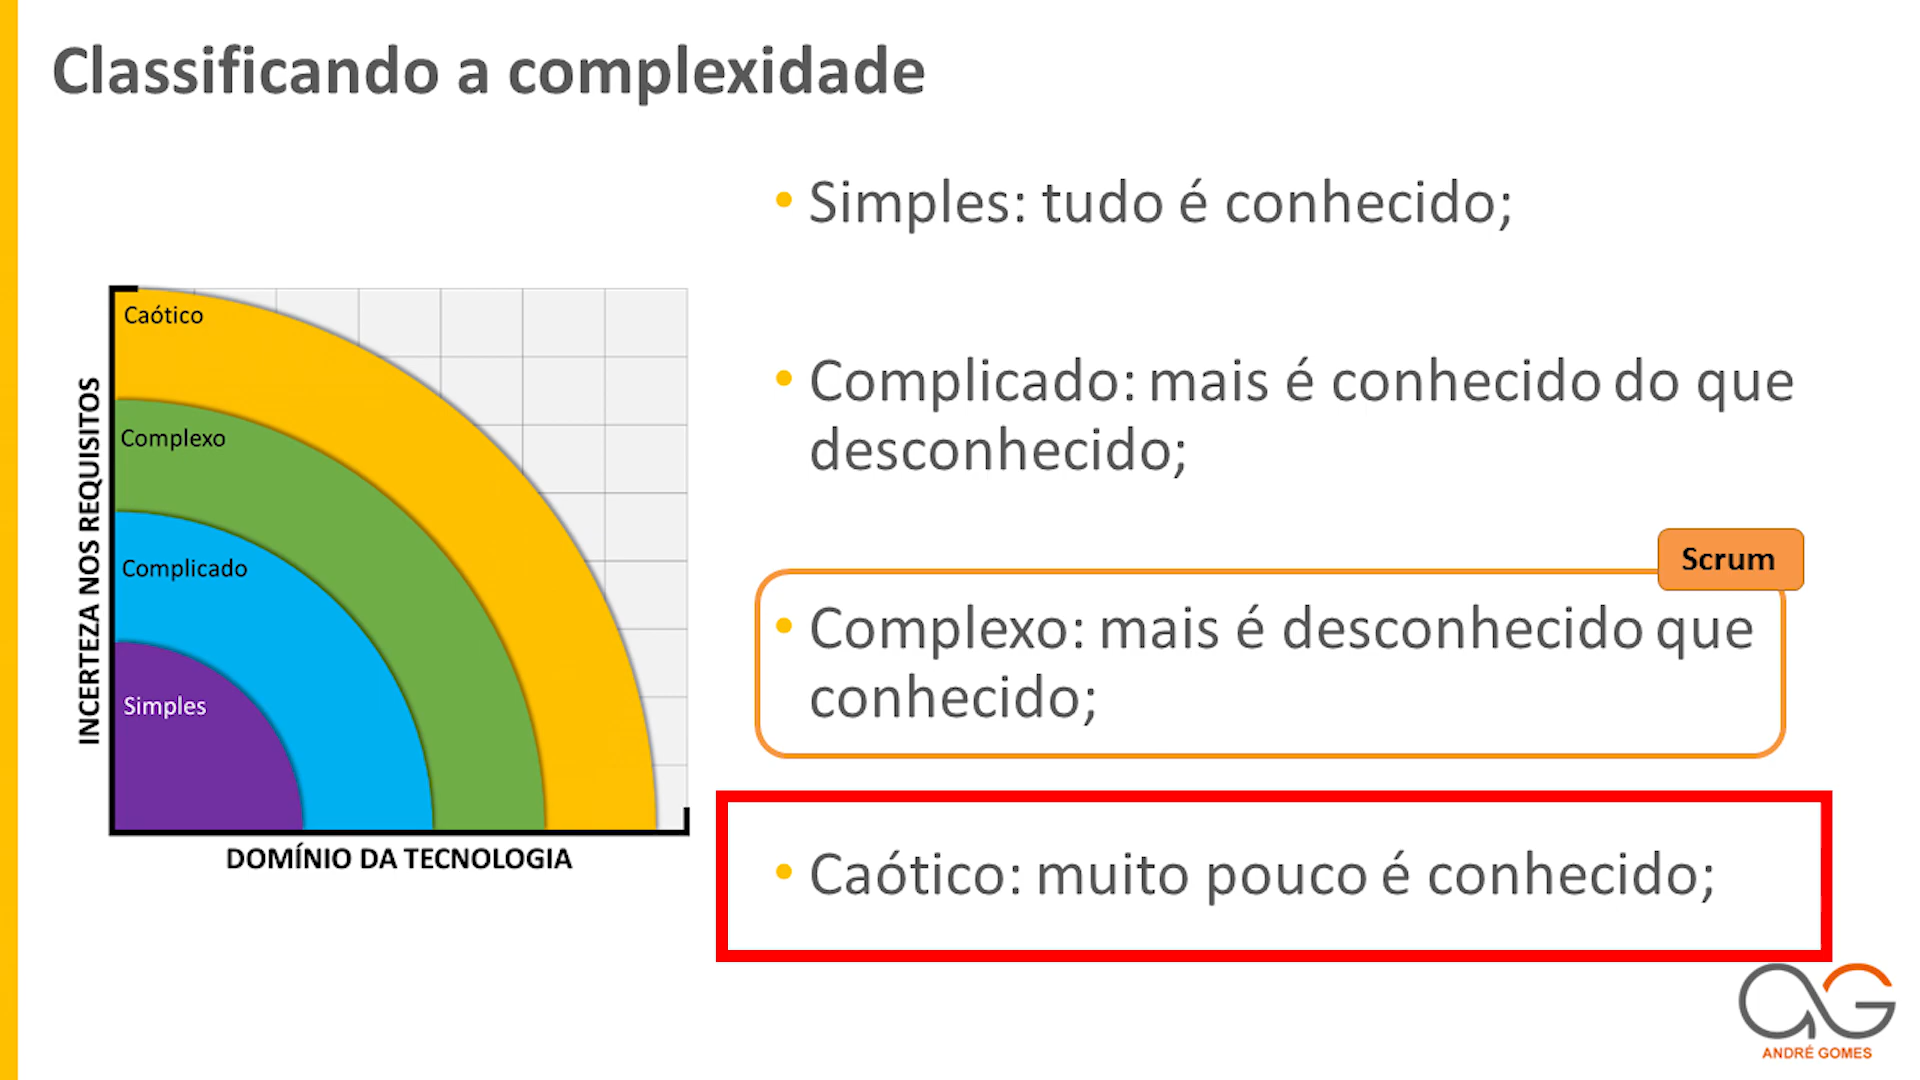 Classificando a complexidade
• Simples: tudo é conhecido;
• Complicado: mais é conhecido do que
desconhecido;
Scrum
• Complexo: mais é desconhecido que
conhecido;
• Caótico: muito pouco é conhecido;
INCERTEZA NOS REQUISITOS
Caótico
Complexo
Complicado
Simples
DOMÍNIO DA TECNOLOGIA
aG
ANDRÉ GOMES